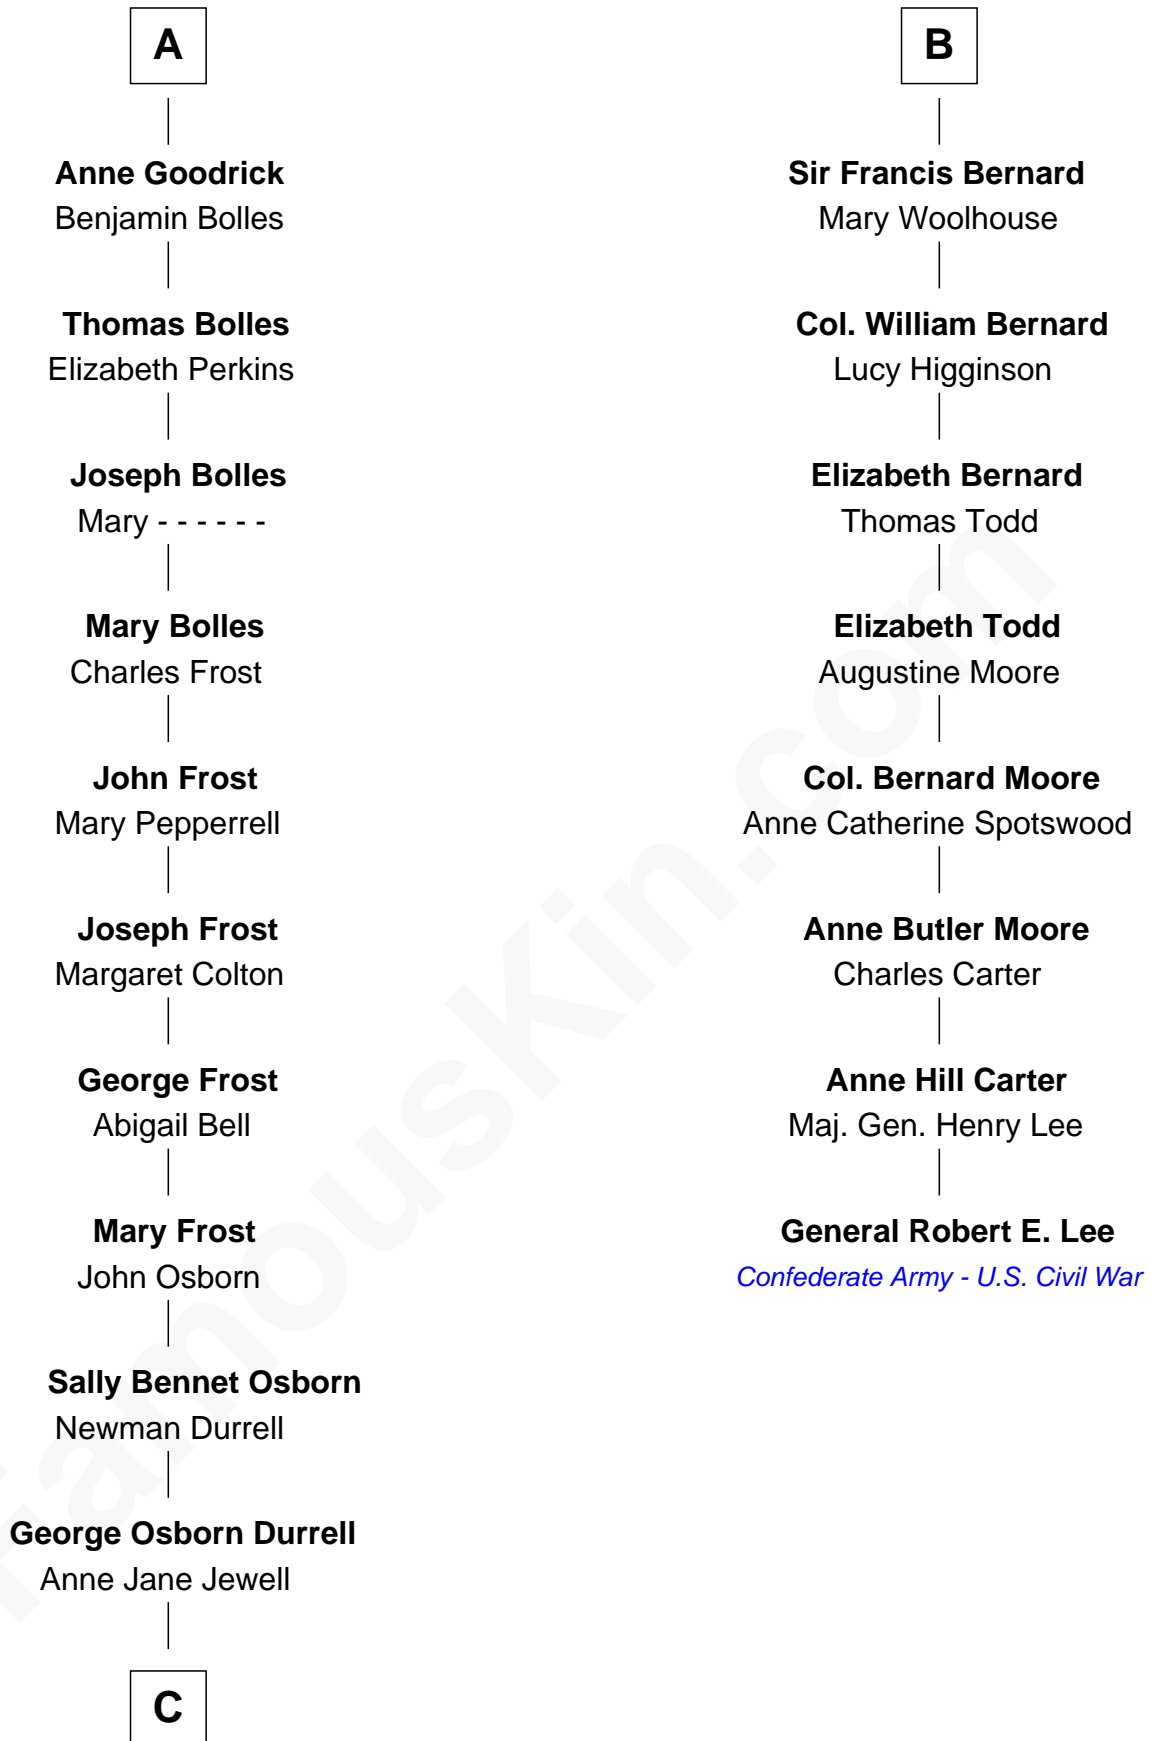 A
Anne Goodrick
Benjamin Bolles
Thomas Bolles
Elizabeth Perkins
Joseph Bolles
Mary - - - - - -
Mary Bolles
Charles Frost
John Frost
Mary Pepperrell
Joseph Frost
Margaret Colton
George Frost
Abigail Bell
Mary Frost
John Osborn
Sally Bennet Osborn
Newman Durrell
George Osborn Durrell
Anne Jane Jewell
C
B
Sir Francis Bernard
Mary Woolhouse
Col. William Bernard
Lucy Higginson
Elizabeth Bernard
Thomas Todd
Elizabeth Todd
Augustine Moore
Col. Bernard Moore
Anne Catherine Spotswood
Anne Butler Moore
Charles Carter
Anne Hill Carter
Maj. Gen. Henry Lee
General Robert E. Lee
Confederate Army - U.S. Civil War
FamousKin.com